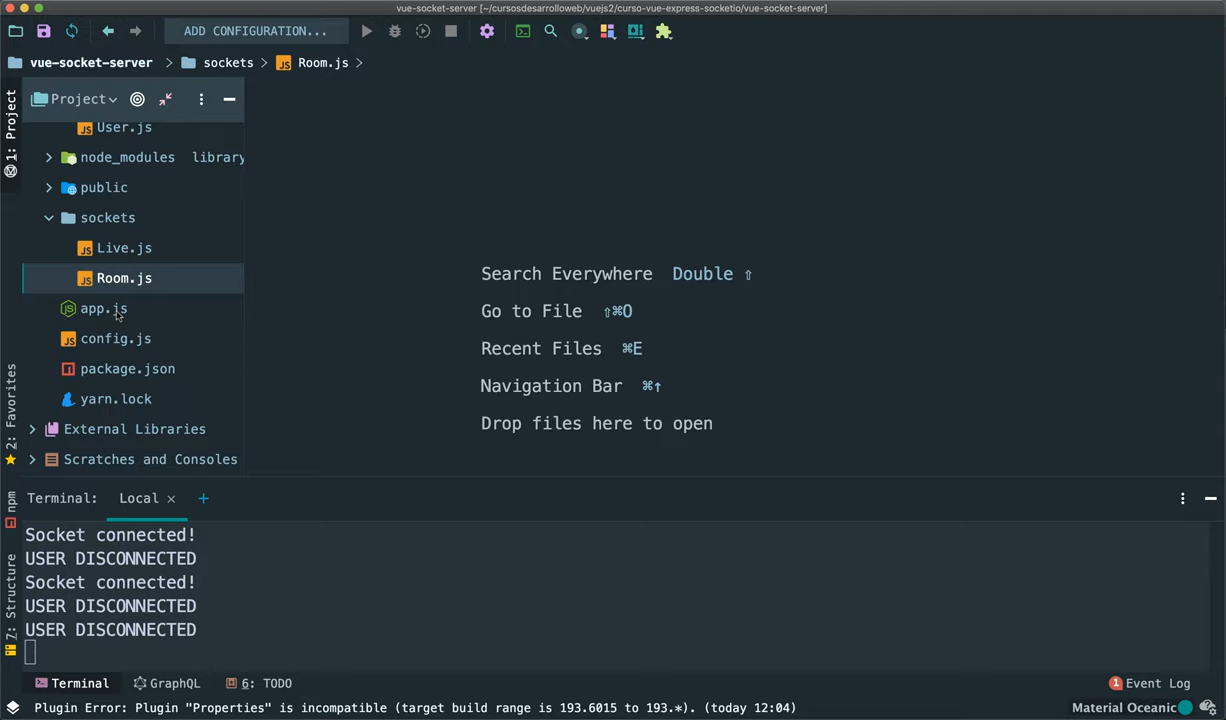 vue-socket-server [~/cursosdesarrolloweb/vuejs2/curso-vue-express-socketio/vue-socket-server]
ADD CONFIGURATION...
vue-socket-server > sockets > Room.js >
1: Project
Project
User.js
node_modules library
public
sockets
Live.js
Room.js
app.js
config.js
package.json
yarn.lock
External Libraries
Scratches and Consoles
Search Everywhere Double ⇧
Go to File ⇧⌘O
Recent Files ⌘E
Navigation Bar ⌘↑
Drop files here to open
2: Favorites
npm
7: Structure
Terminal: Local × +
Socket connected!
USER DISCONNECTED
Socket connected!
USER DISCONNECTED
USER DISCONNECTED
Terminal GraphQL 6: TODO
1 Event Log
Plugin Error: Plugin "Properties" is incompatible (target build range is 193.6015 to 193.*). (today 12:04)
Material Oceanic